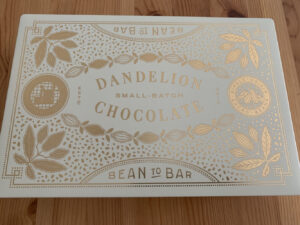 BEAN TO BAR
DANDELION
SMALL-BATCH
CHOCOLATE
BEAN TO BAR